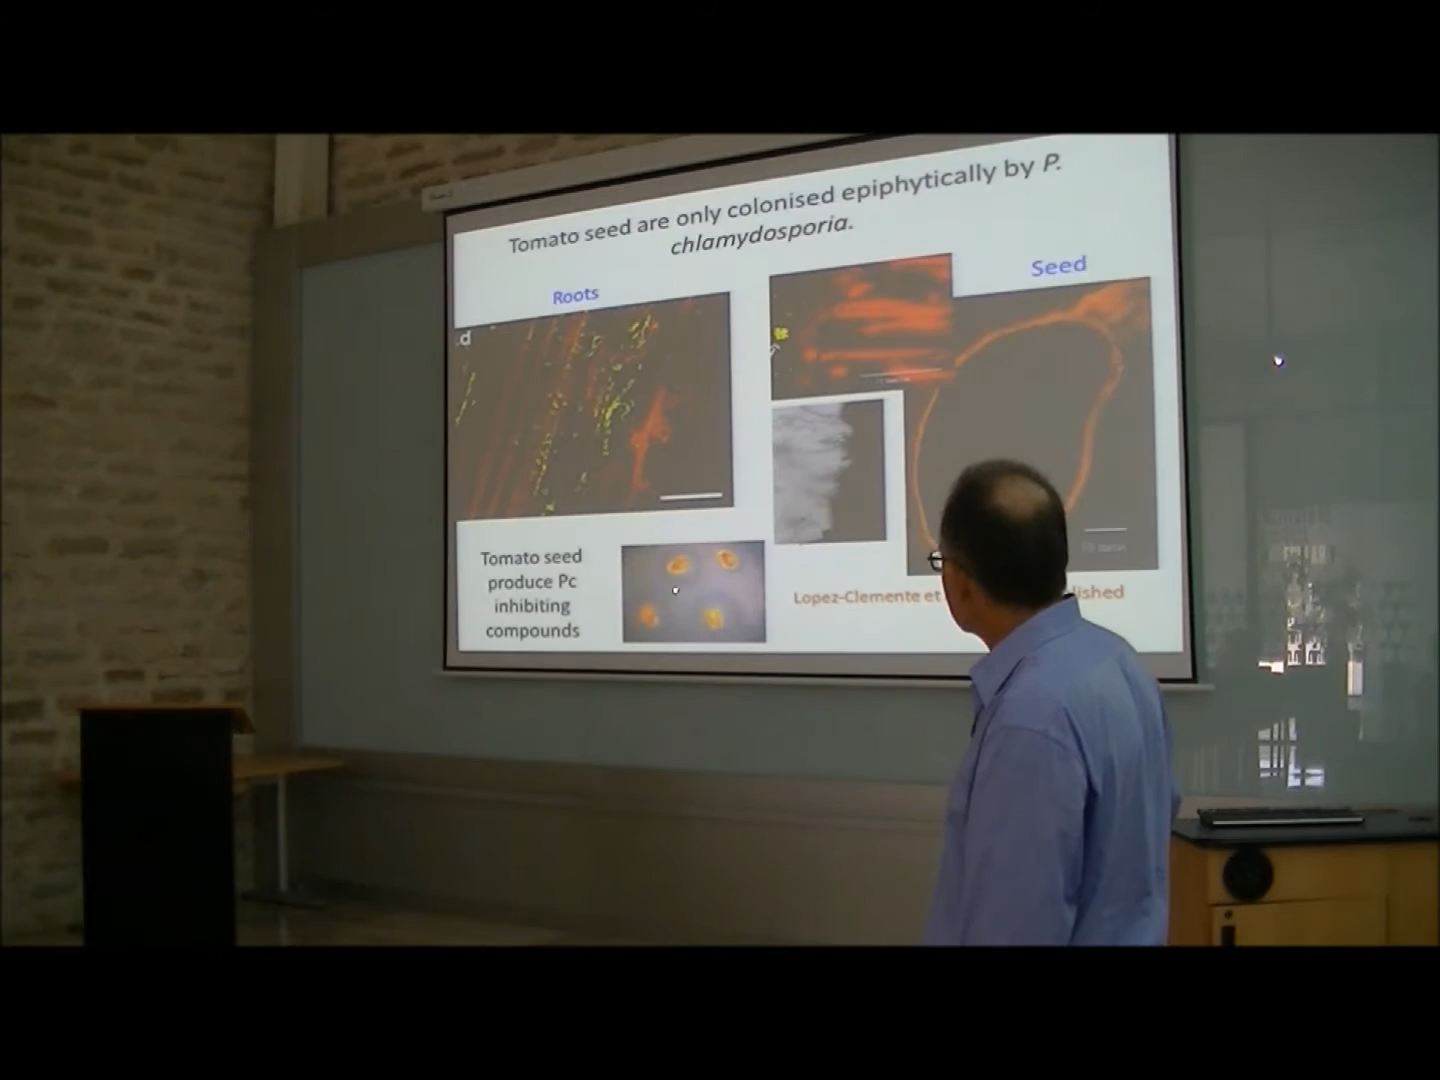 Tomato seed are only colonised epiphytically by P.
chlamydosporia.
Roots
Seed
d
Tomato seed
produce Pc
inhibiting
compounds
Lopez-Clemente et lished